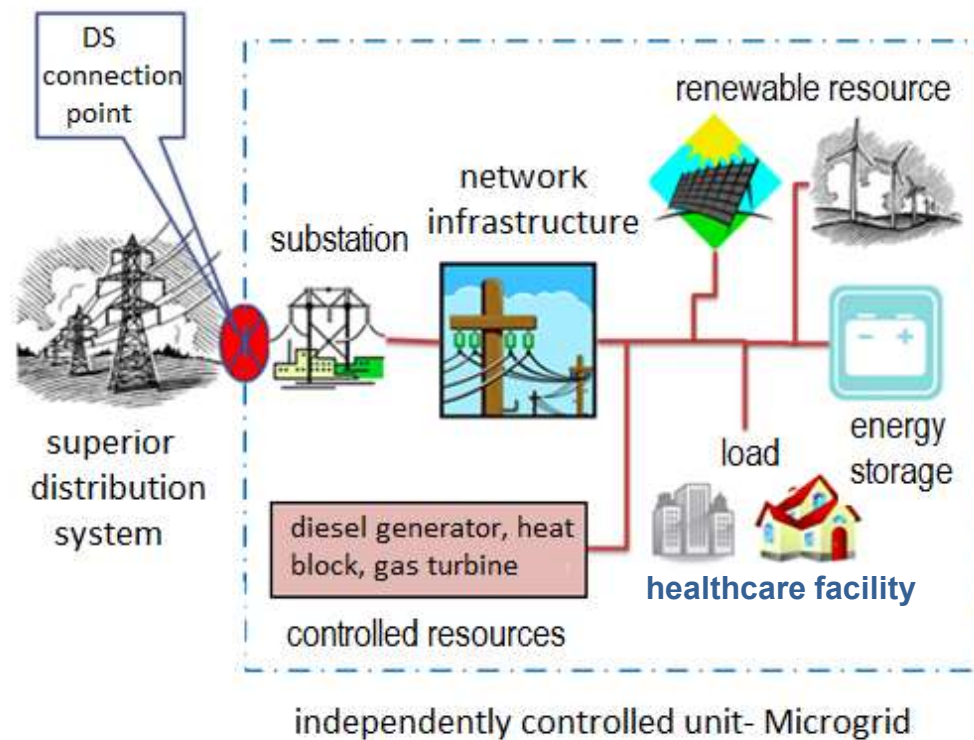 DS
connection
point
renewable resource
network
infrastructure
substation
superior
distribution
system
energy
storage
load
healthcare facility
diesel generator, heat
block, gas turbine
controlled resources
independently controlled unit- Microgrid